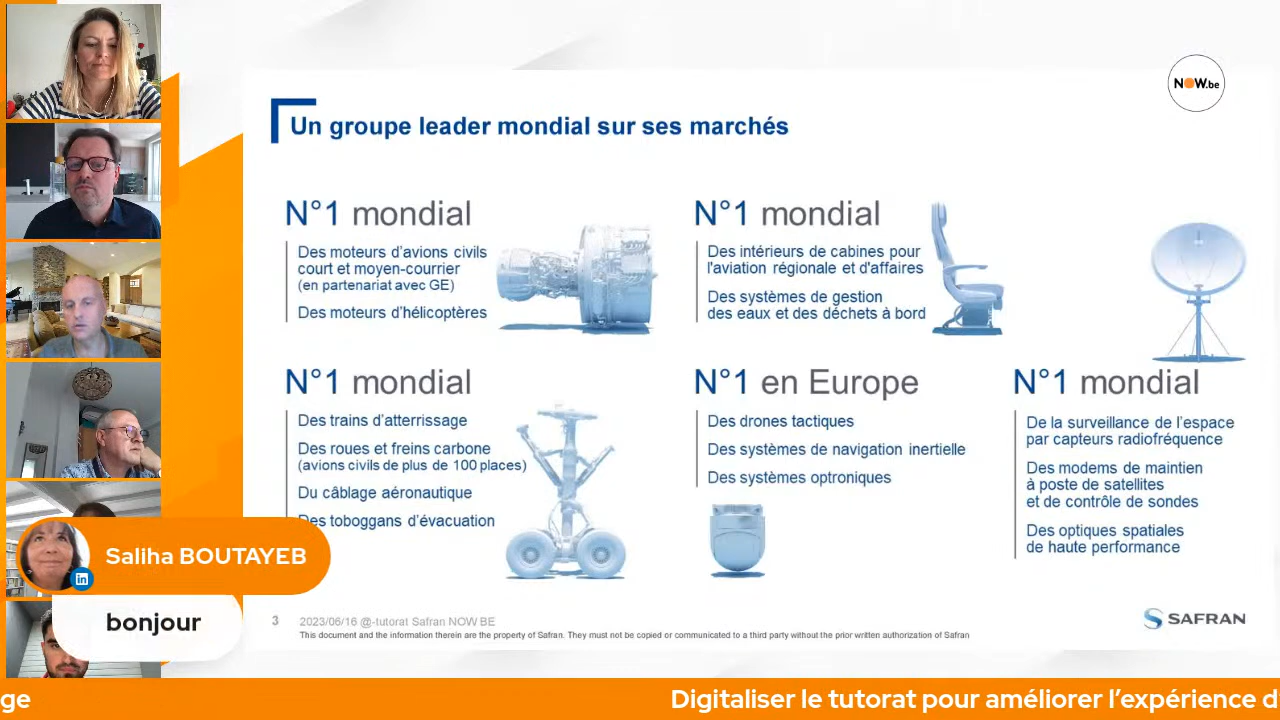 NOW.be
Un groupe leader mondial sur ses marchés
N°1 mondial
Des moteurs d'avions civils
court et moyen-courrier
(en partenariat avec GE)
Des moteurs d'hélicoptères
N°1 mondial
Des intérieurs de cabines pour
l'aviation régionale et d'affaires
Des systèmes de gestion
des eaux et des déchets à bord
N°1 mondial
Des trains d'atterrissage
Des roues et freins carbone
(avions civils de plus de 100 places)
Du câblage aéronautique
Des toboggans d'évacuation
N°1 en Europe
Des drones tactiques
Des systèmes de navigation inertielle
Des systèmes optroniques
N°1 mondial
De la surveillance de l'espace
par capteurs radiofréquence
Des modems de maintien
à poste de satellites
et de contrôle de sondes
Des optiques spatiales
de haute performance
Saliha BOUTAYEB
in
bonjour
3 2023/06/16 @-tutorat Safran NOW BE
This document and the information therein are the property of Safran. They must not be copied or communicated to a third party without the prior written authorization of Safran
SAFRAN
ge Digitaliser le tutorat pour améliorer l'expérience d